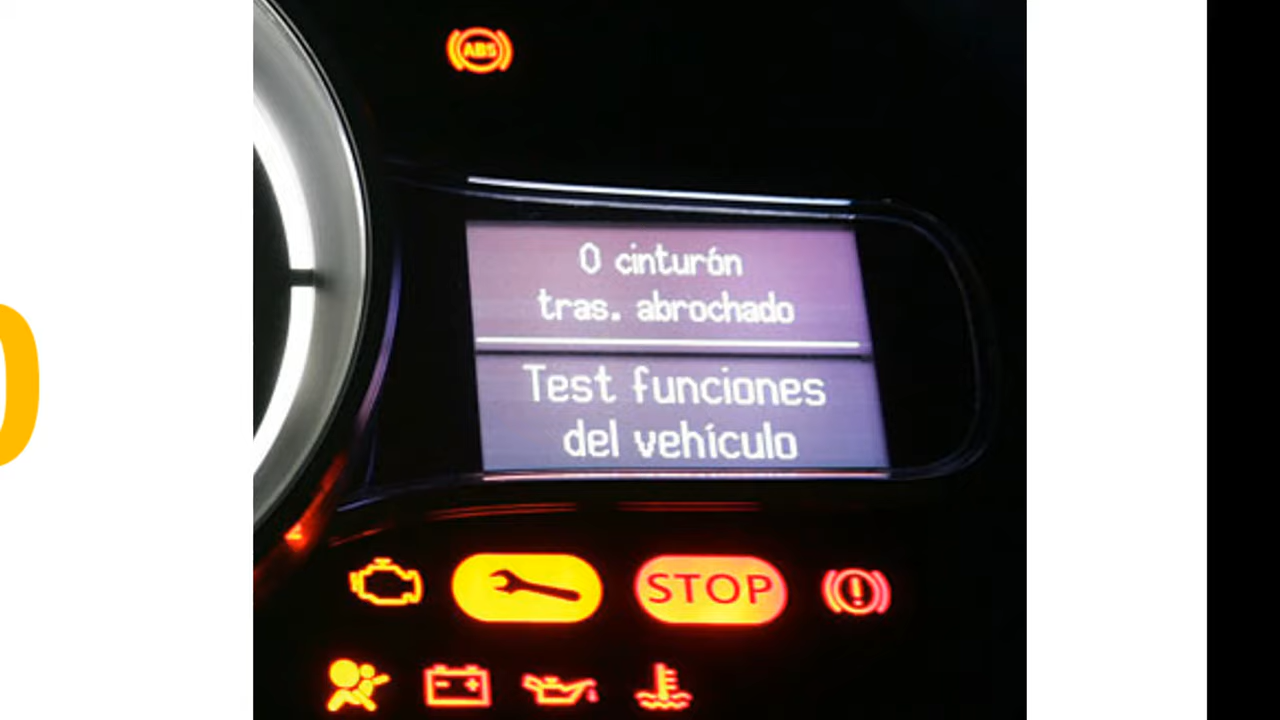 ABS
0 cinturón
tras. abrochado
Test funciones
del vehículo
STOP